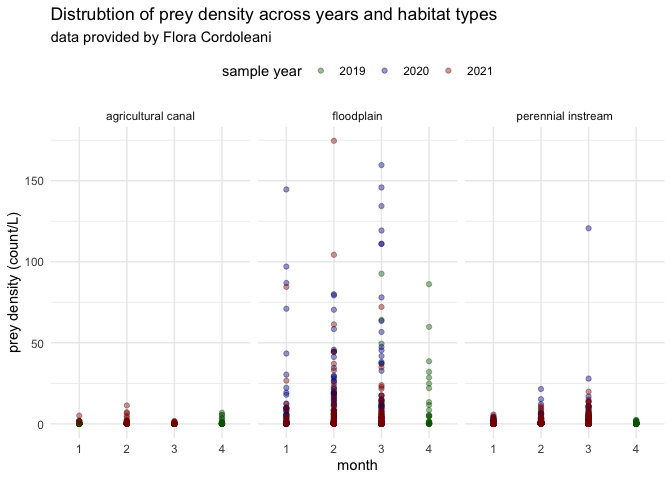 Distrubtion of prey density across years and habitat types
data provided by Flora Cordoleani
sample year 2019 2020 2021
agricultural canal floodplain perennial instream
150
100
50
0
prey density (count/L)
1 2 3 4 1 2 3 4 1 2 3 4
month